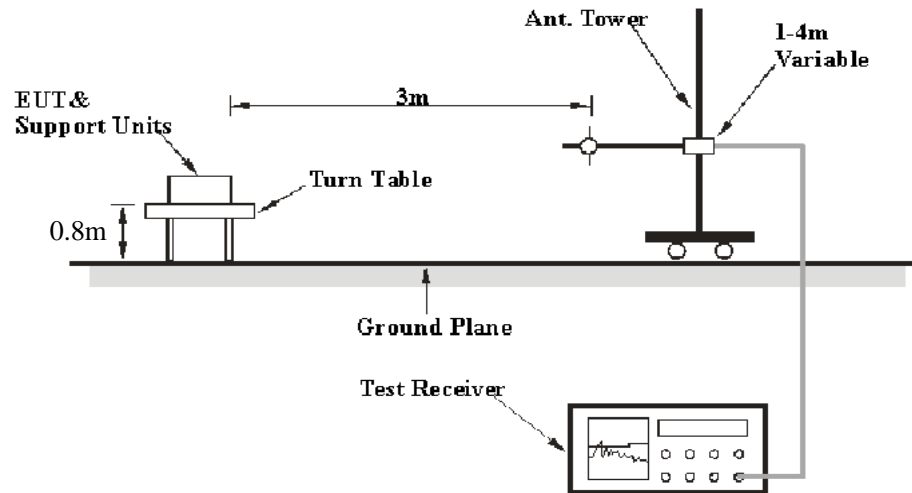 Ant. Tower
1-4m
Variable
3m
EUT&
Support Units
Turn Table
0.8m
Ground Plane
Test Receiver